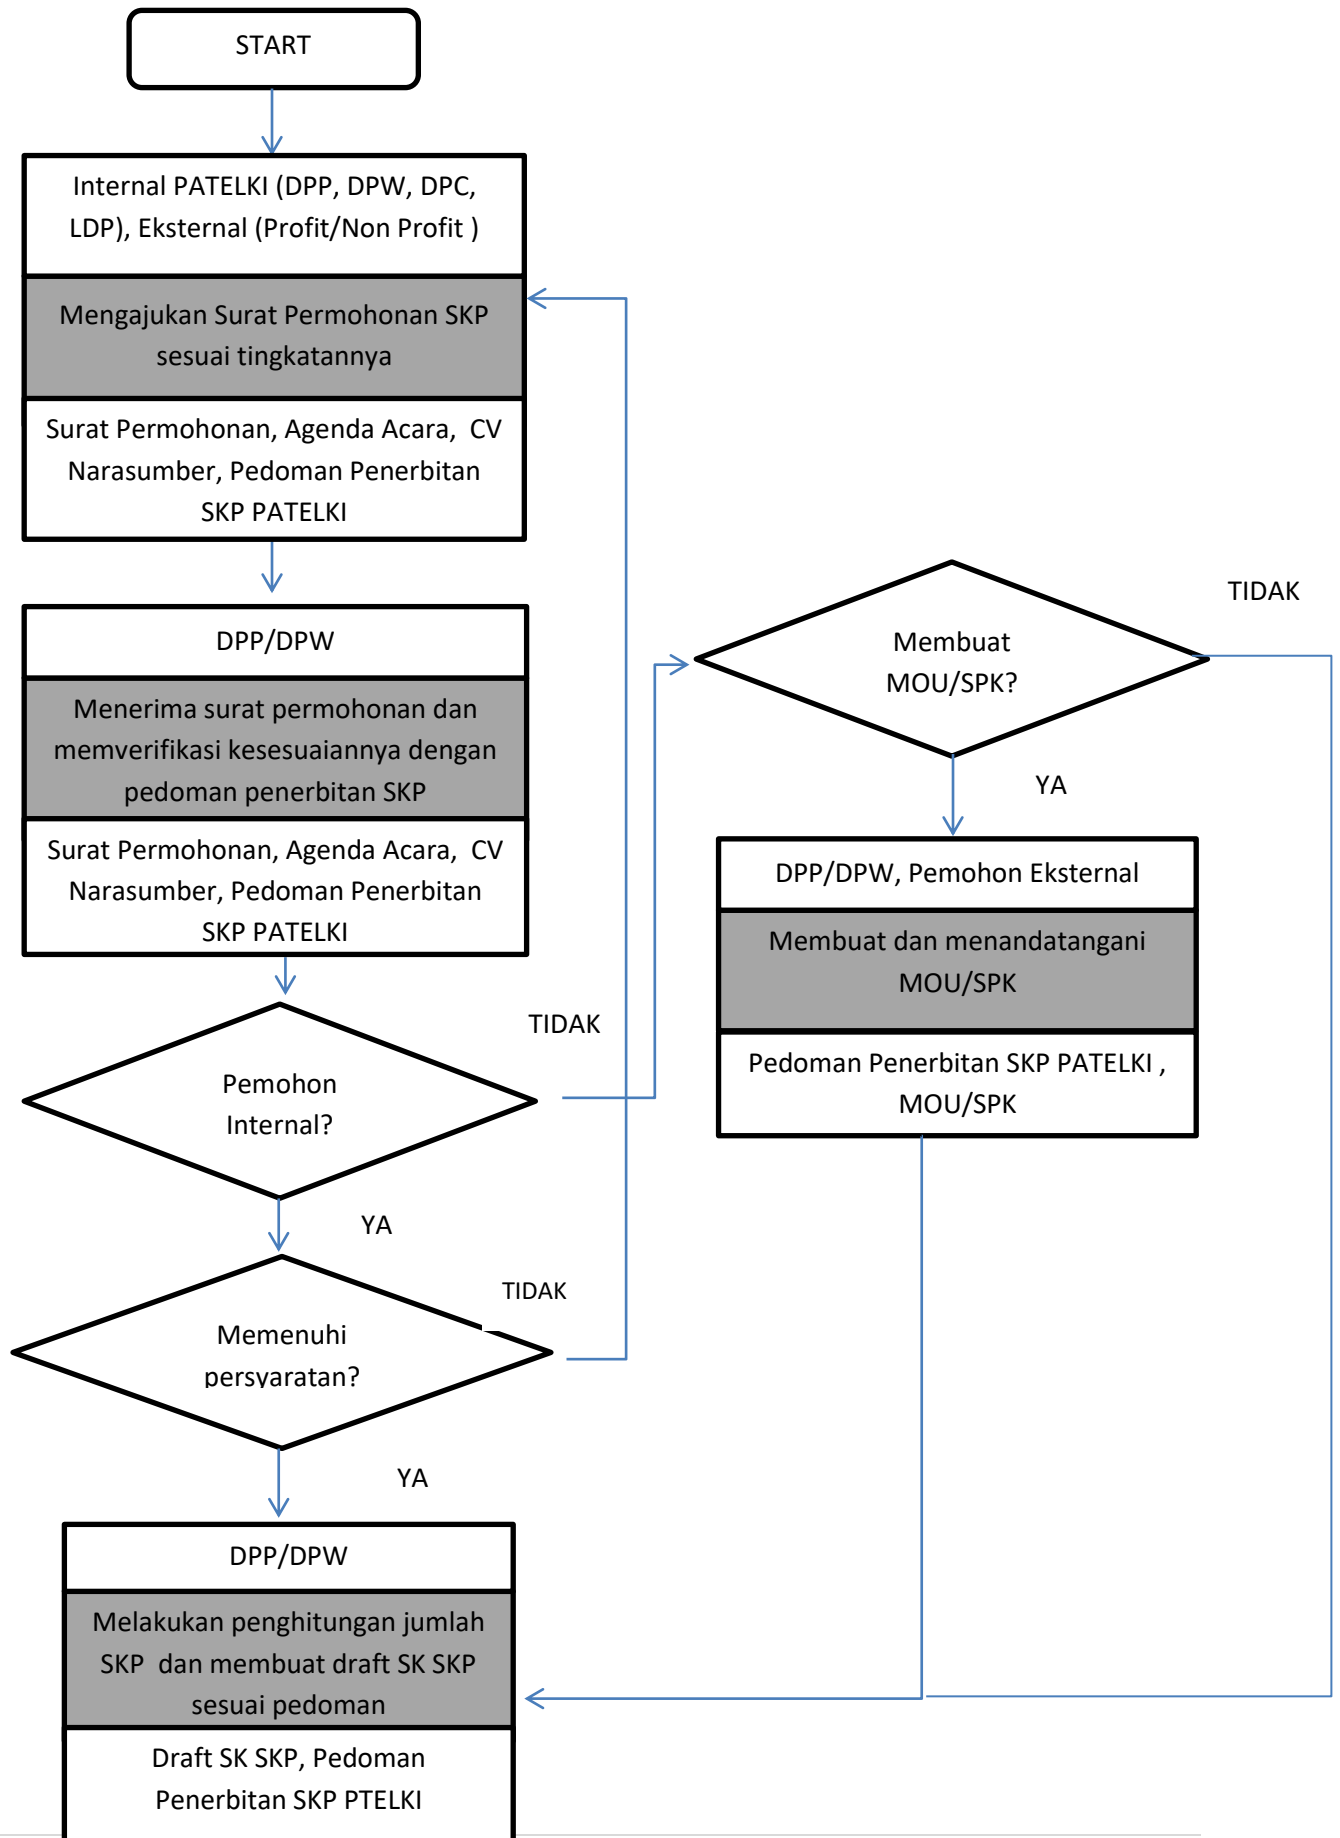 START
Internal PATELKI (DPP, DPW, DPC,
LDP), Eksternal (Profit/Non Profit )
Mengajukan Surat Permohonan SKP
sesuai tingkatannya
Surat Permohonan, Agenda Acara, CV
Narasumber, Pedoman Penerbitan
SKP PATELKI
DPP/DPW
Menerima surat permohonan dan
memverifikasi kesesuaiannya dengan
pedoman penerbitan SKP
Surat Permohonan, Agenda Acara, CV
Narasumber, Pedoman Penerbitan
SKP PATELKI
Pemohon
Internal?
TIDAK
YA
Membuat
MOU/SPK?
TIDAK
YA
DPP/DPW, Pemohon Eksternal
Membuat dan menandatangani
MOU/SPK
Pedoman Penerbitan SKP PATELKI ,
MOU/SPK
Memenuhi
persyaratan?
TIDAK
YA
DPP/DPW
Melakukan penghitungan jumlah
SKP dan membuat draft SK SKP
sesuai pedoman
Draft SK SKP, Pedoman
Penerbitan SKP PTELKI